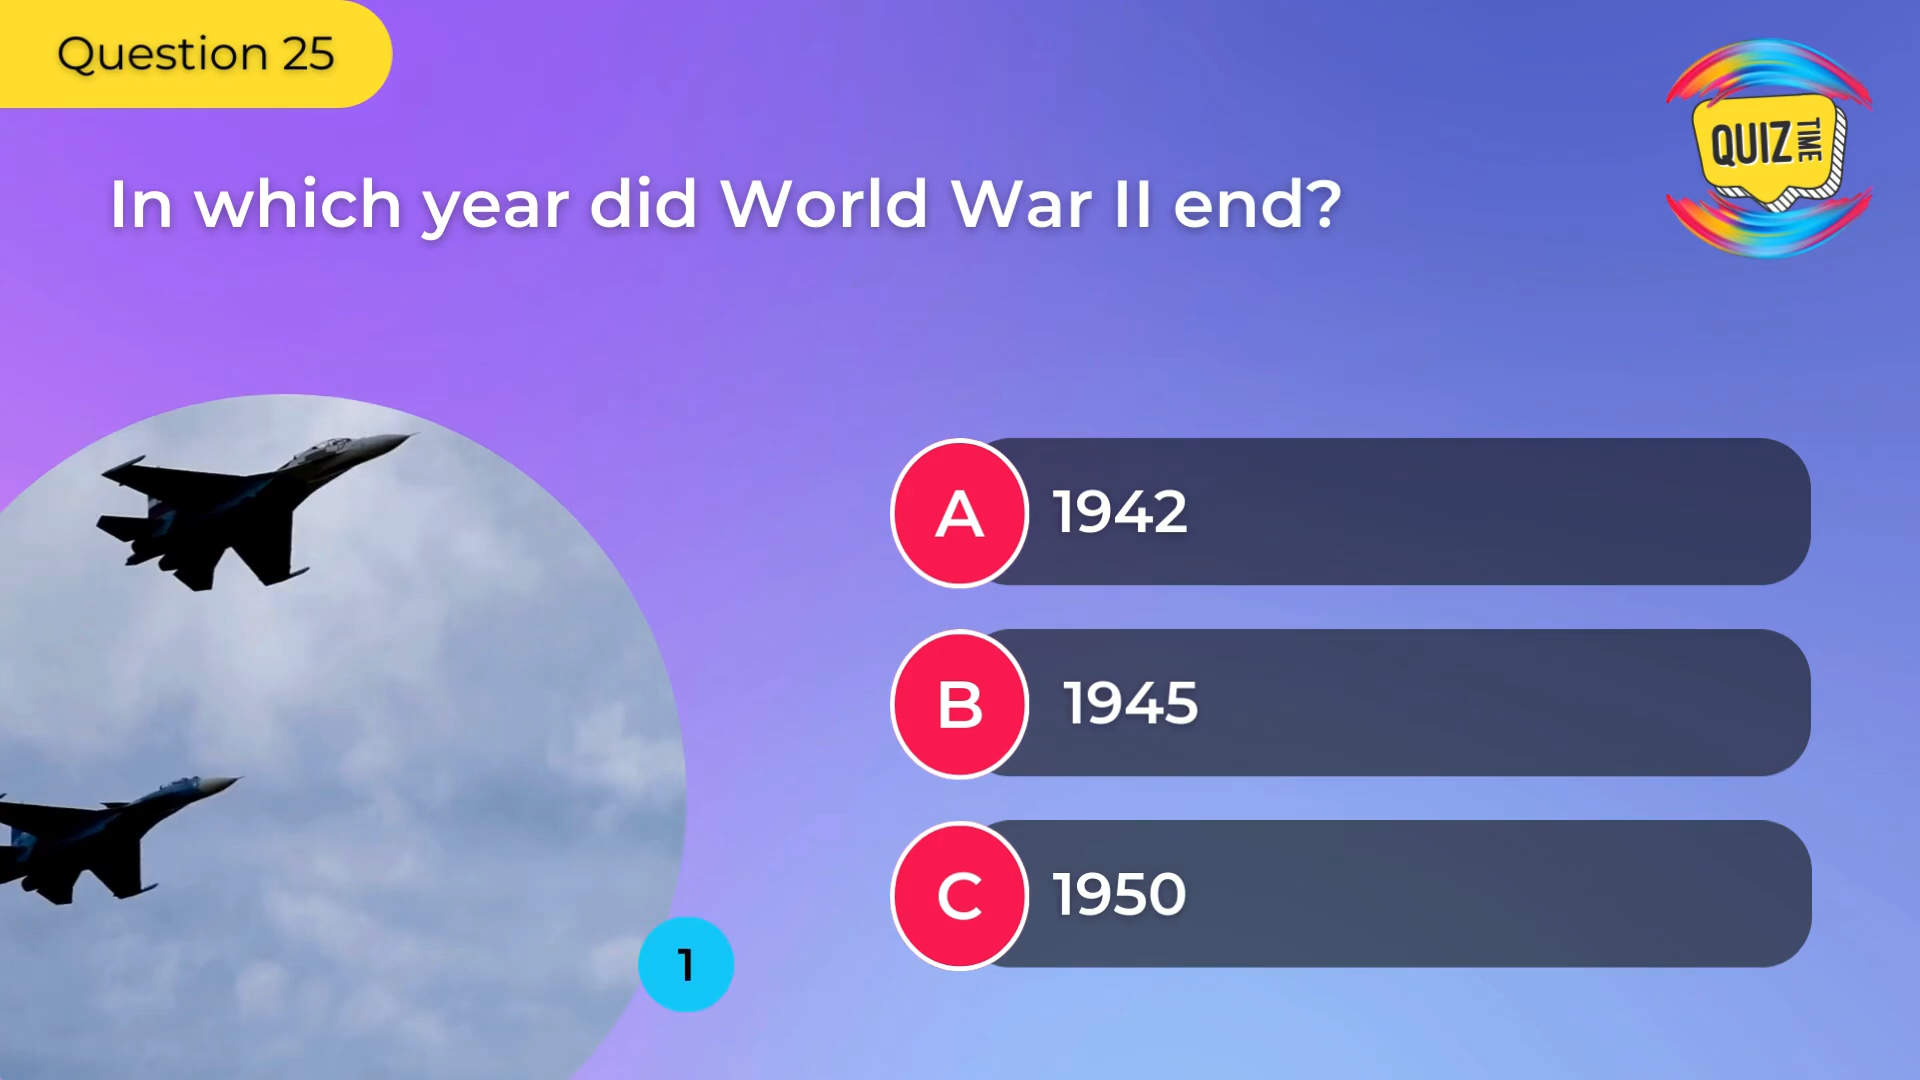 Question 25
QUIZ TIME
In which year did World War II end?
A 1942
B 1945
C 1950
1